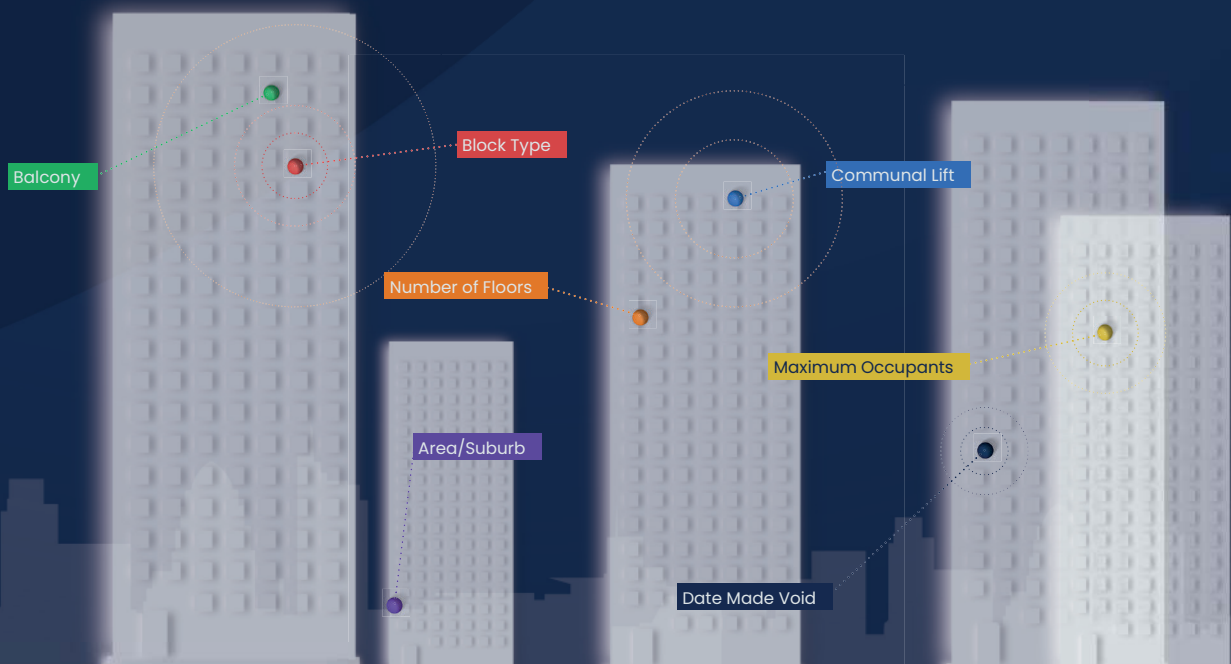 Block Type
Balcony
Communal Lift
Number of Floors
Maximum Occupants
Area/Suburb
Date Made Void